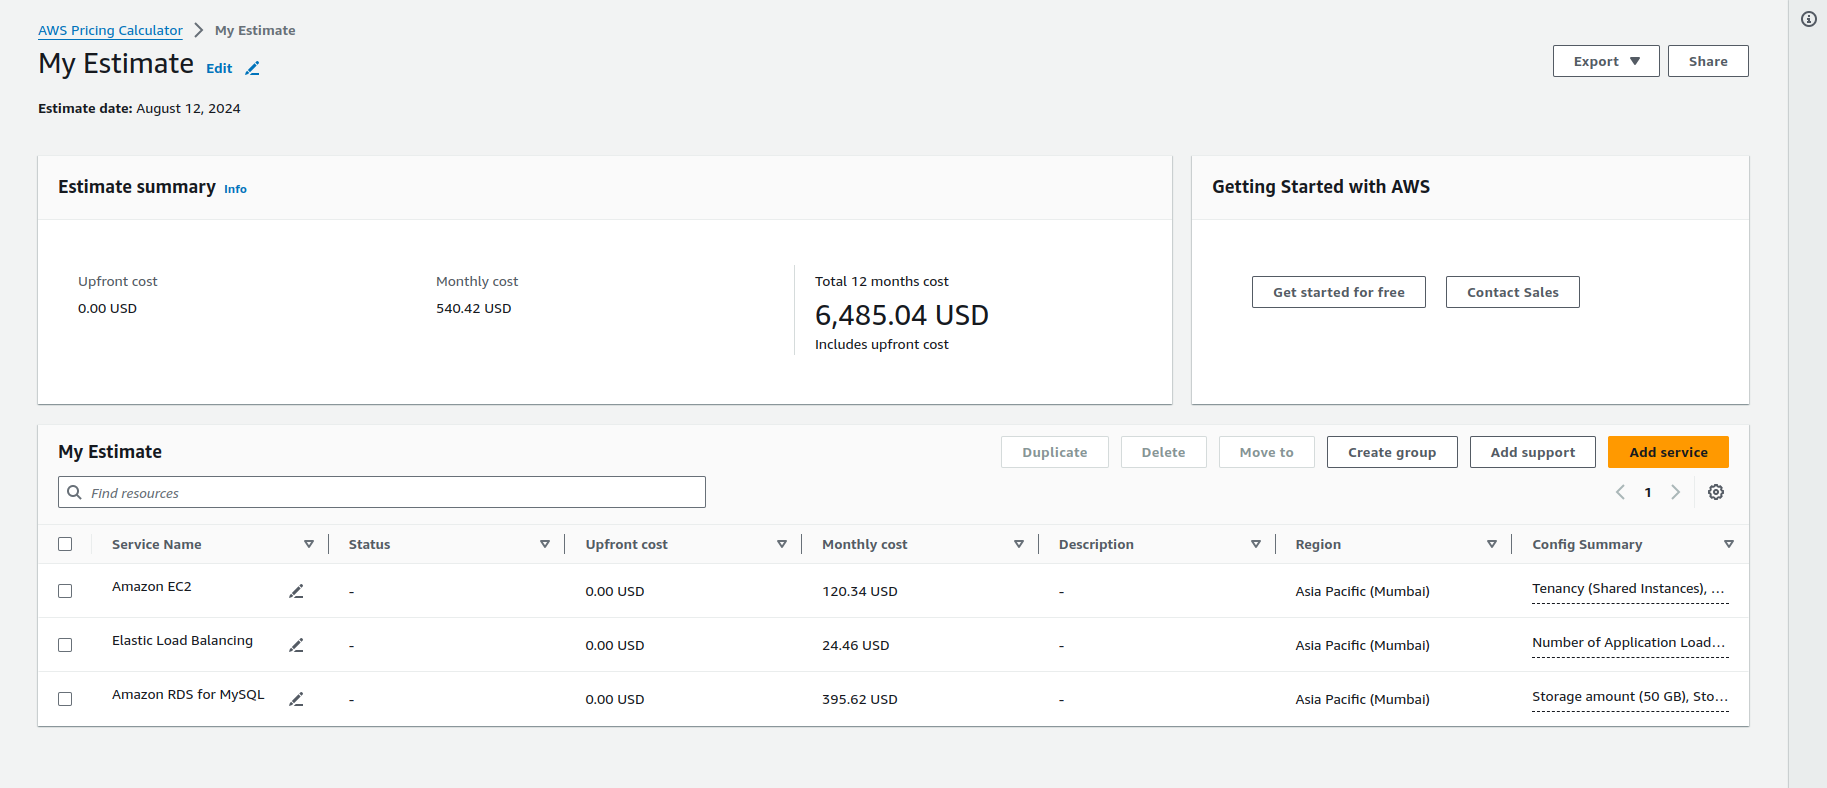 AWS Pricing Calculator My Estimate
My Estimate Edit
Export Share
Estimate date: August 12, 2024
Estimate summary Info
Upfront cost Monthly cost Total 12 months cost
0.00 USD 540.42 USD 6,485.04 USD
Includes upfront cost
Getting Started with AWS
Get started for free Contact Sales
My Estimate
Duplicate Delete Move to Create group Add support Add service
Find resources
1
Service Name Status Upfront cost Monthly cost Description Region Config Summary
Amazon EC2 - 0.00 USD 120.34 USD - Asia Pacific (Mumbai) Tenancy (Shared Instances), ...
Elastic Load Balancing - 0.00 USD 24.46 USD - Asia Pacific (Mumbai) Number of Application Load...
Amazon RDS for MySQL - 0.00 USD 395.62 USD - Asia Pacific (Mumbai) Storage amount (50 GB), Sto...